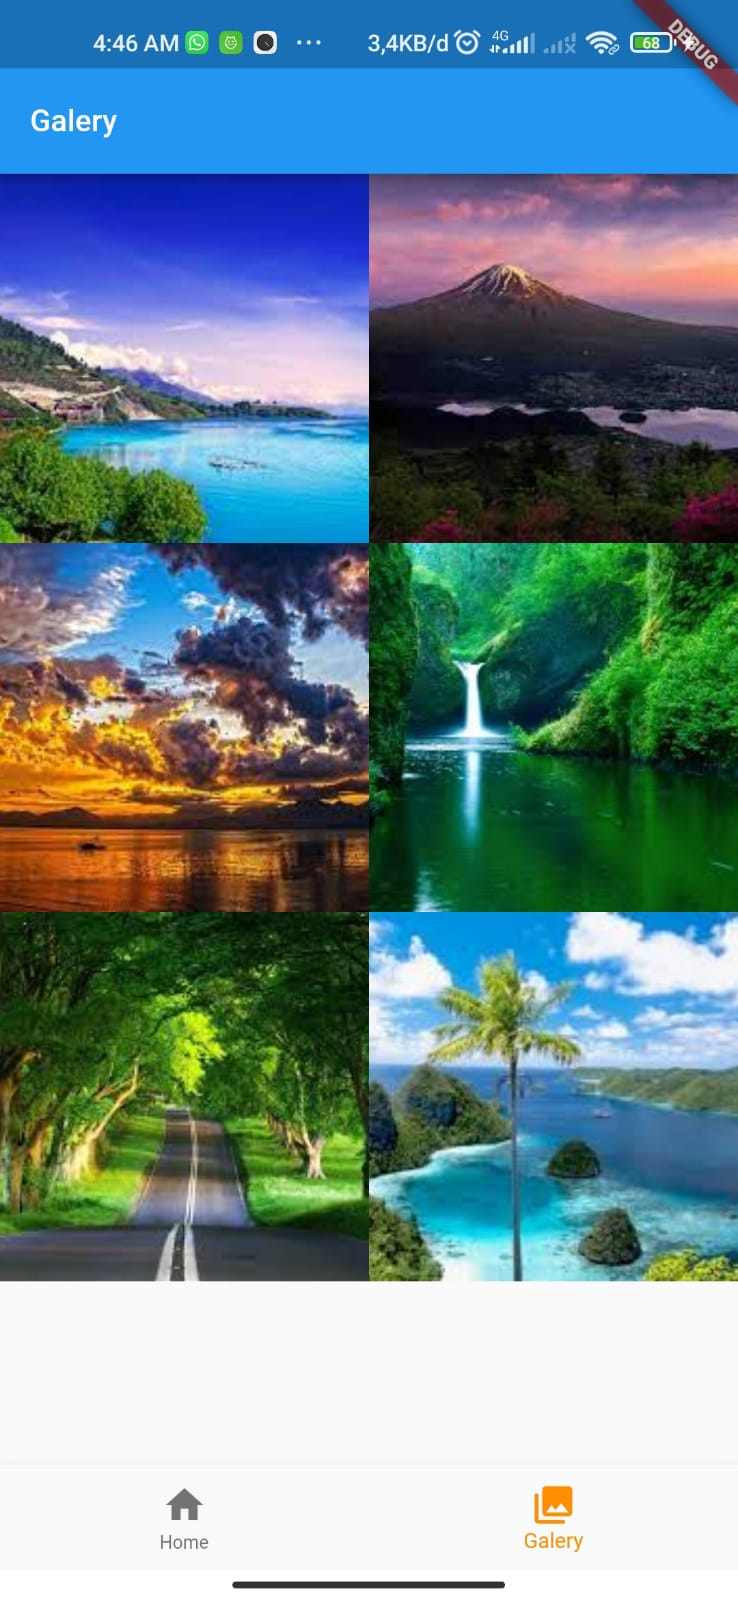 4:46 AM
3,4KB/d
4G
68
DEBUG
Galery
Home
Galery